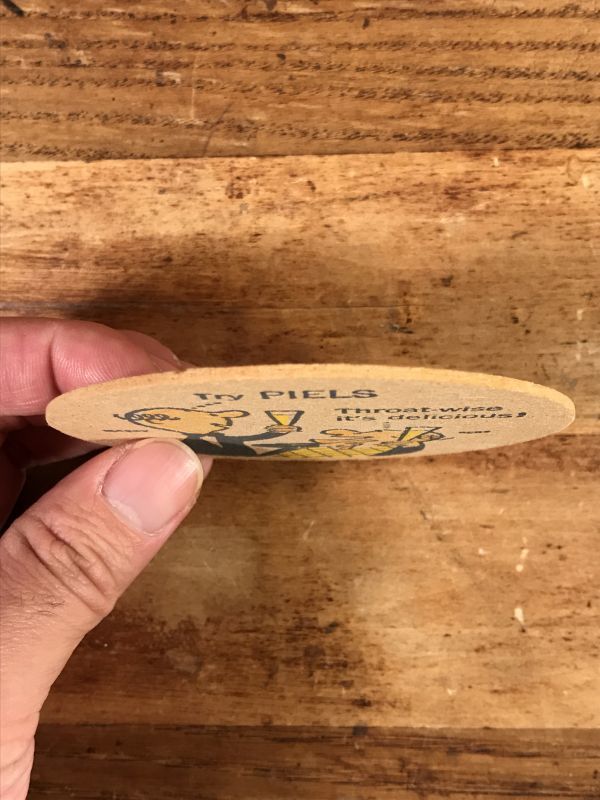 Try PIELS
Throat-wise
it's delicious!